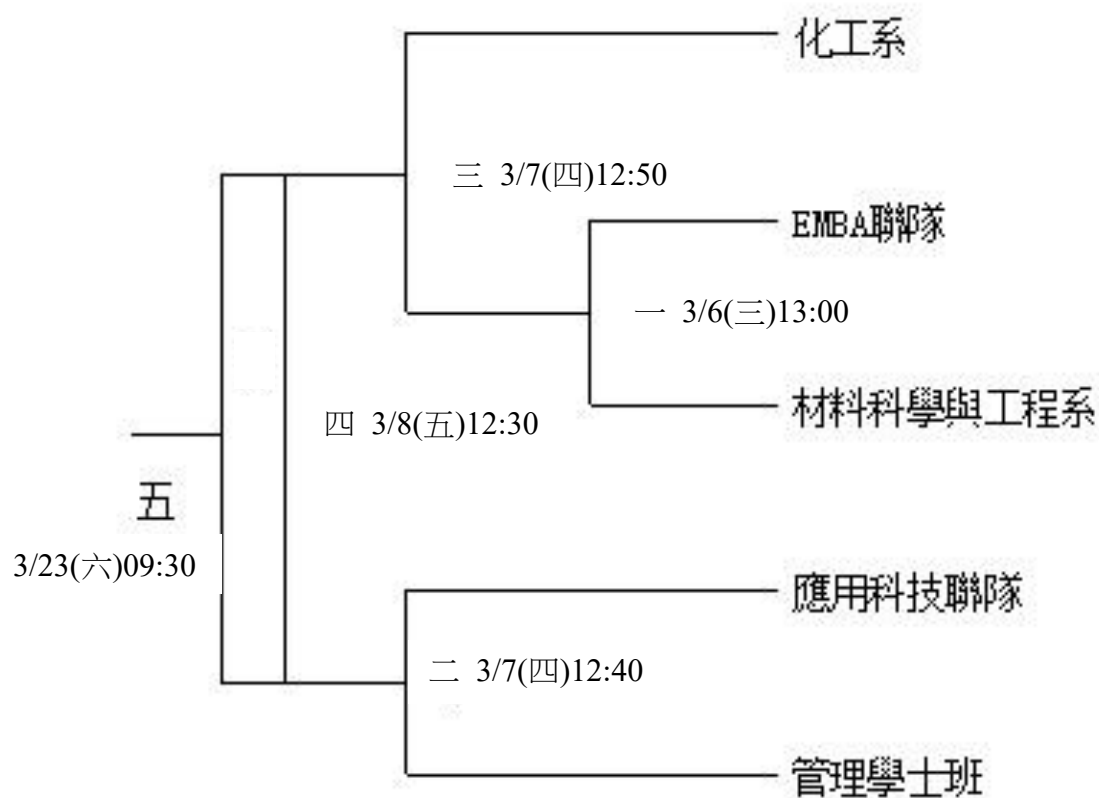 化工系
三 3/7(四)12:50
EMBA聯隊
一 3/6(三)13:00
材料科學與工程系
四 3/8(五)12:30
五
3/23(六)09:30
應用科技聯隊
二 3/7(四)12:40
管理學士班